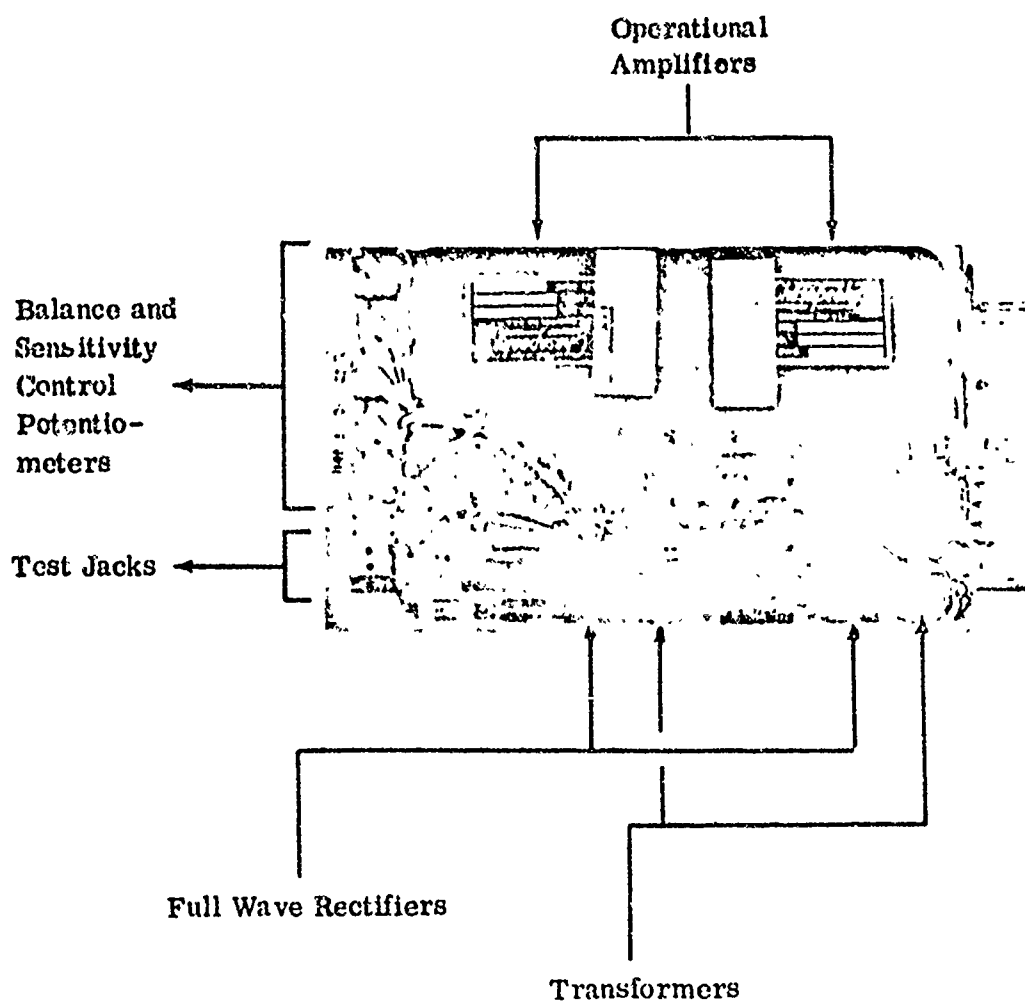 Operational
Amplifiers
Balance and
Sensitivity
Control
Potentio-
meters
Test Jacks
Full Wave Rectifiers
Transformers